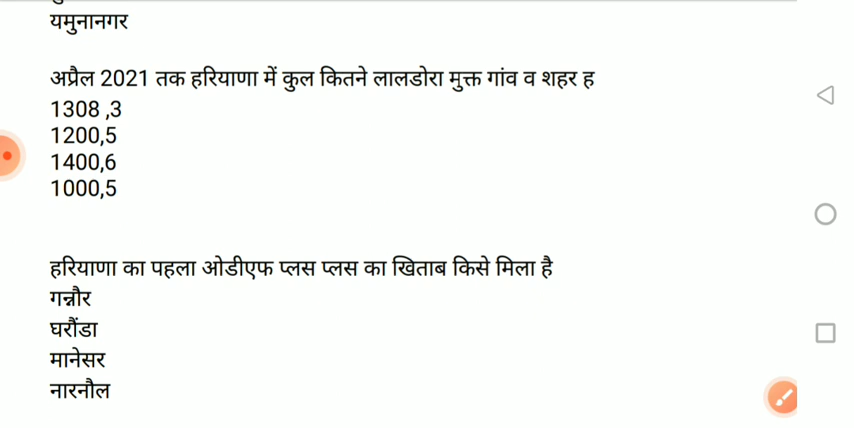 यमुनानगर
अप्रैल 2021 तक हरियाणा में कुल कितने लालडोरा मुक्त गांव व शहर ह
1308 ,3
1200,5
1400,6
1000,5
हरियाणा का पहला ओडीएफ प्लस प्लस का खिताब किसे मिला है
गन्नौर
घरौंडा
मानेसर
नारनौल